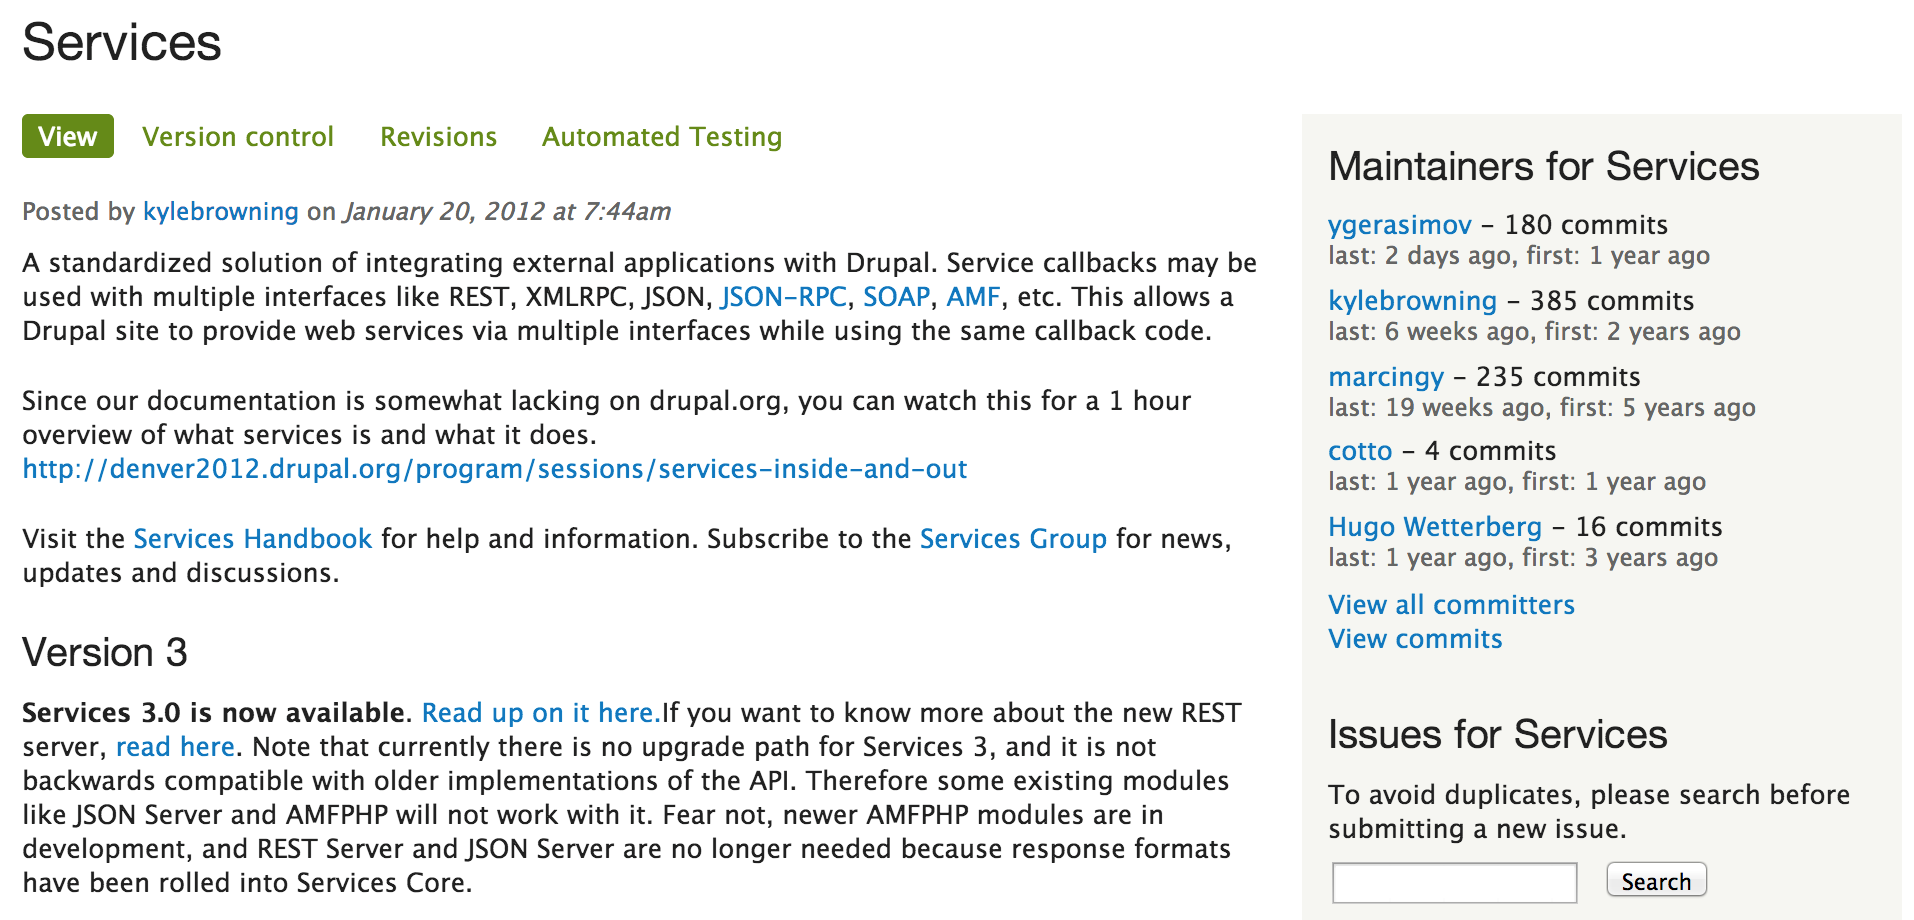 Services
View Version control Revisions Automated Testing
Posted by kylebrowning on January 20, 2012 at 7:44am
A standardized solution of integrating external applications with Drupal. Service callbacks may be
used with multiple interfaces like REST, XMLRPC, JSON, JSON-RPC, SOAP, AMF, etc. This allows a
Drupal site to provide web services via multiple interfaces while using the same callback code.
Since our documentation is somewhat lacking on drupal.org, you can watch this for a 1 hour
overview of what services is and what it does.
http://denver2012.drupal.org/program/sessions/services-inside-and-out
Visit the Services Handbook for help and information. Subscribe to the Services Group for news,
updates and discussions.
Version 3
Services 3.0 is now available. Read up on it here.If you want to know more about the new REST
server, read here. Note that currently there is no upgrade path for Services 3, and it is not
backwards compatible with older implementations of the API. Therefore some existing modules
like JSON Server and AMFPHP will not work with it. Fear not, newer AMFPHP modules are in
development, and REST Server and JSON Server are no longer needed because response formats
have been rolled into Services Core.
Maintainers for Services
ygerasimov – 180 commits
last: 2 days ago, first: 1 year ago
kylebrowning – 385 commits
last: 6 weeks ago, first: 2 years ago
marcingy – 235 commits
last: 19 weeks ago, first: 5 years ago
cotto – 4 commits
last: 1 year ago, first: 1 year ago
Hugo Wetterberg – 16 commits
last: 1 year ago, first: 3 years ago
View all committers
View commits
Issues for Services
To avoid duplicates, please search before
submitting a new issue.
Search